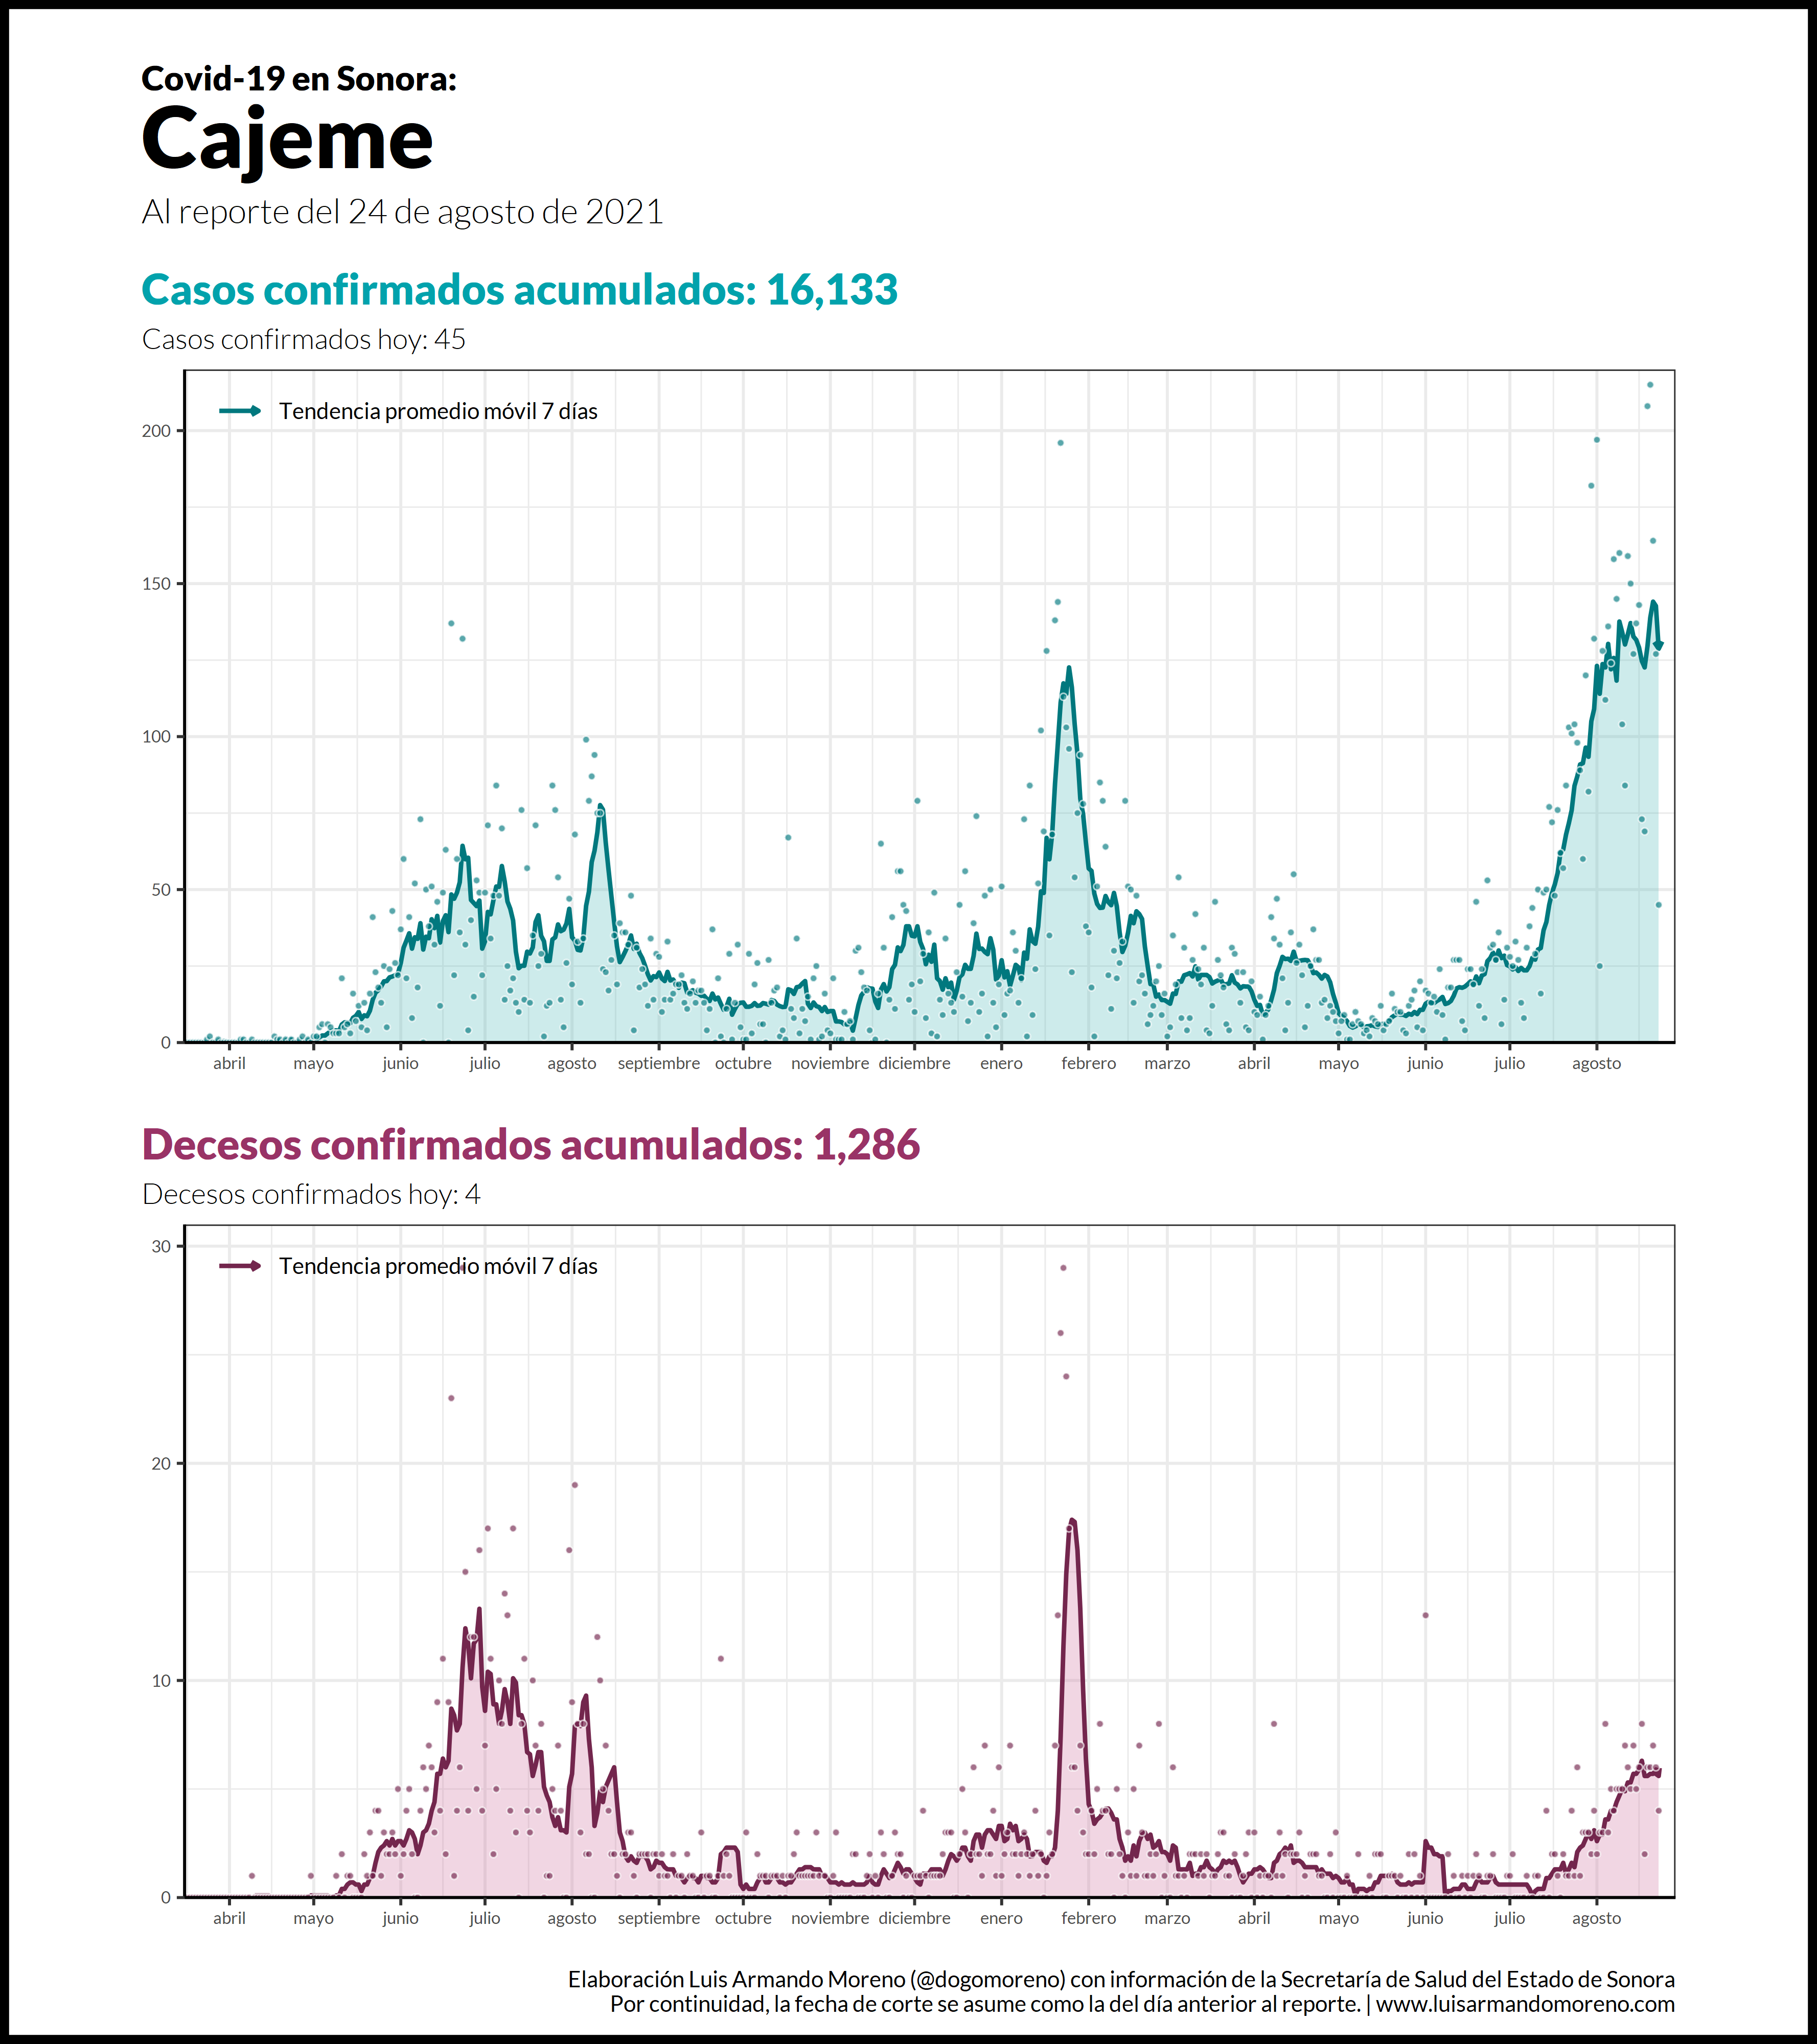 Covid-19 en Sonora:
Cajeme
Al reporte del 24 de agosto de 2021
Casos confirmados acumulados: 16,133
Casos confirmados hoy: 45
Tendencia promedio móvil 7 días
200
150
100
50
0
abril mayo junio julio agosto septiembre octubre noviembre diciembre enero febrero marzo abril mayo junio julio agosto
Decesos confirmados acumulados: 1,286
Decesos confirmados hoy: 4
30
Tendencia promedio móvil 7 días
20
10
0
abril mayo junio julio agosto septiembre octubre noviembre diciembre enero febrero marzo abril mayo junio julio agosto
Elaboración Luis Armando Moreno (@dogomoreno) con información de la Secretaría de Salud del Estado de Sonora
Por continuidad, la fecha de corte se asume como la del día anterior al reporte. | www.luisarmandomoreno.com